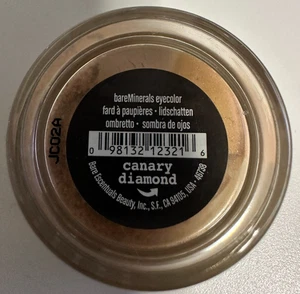 bareMinerals eyecolor
fard à paupières • lidschatten
ombretto • sombra de ojos
0 98132 12321 6
canary
diamond
Bare Escentuals Beauty, Inc., S.F., CA 94105, USA • 46738
JC02A